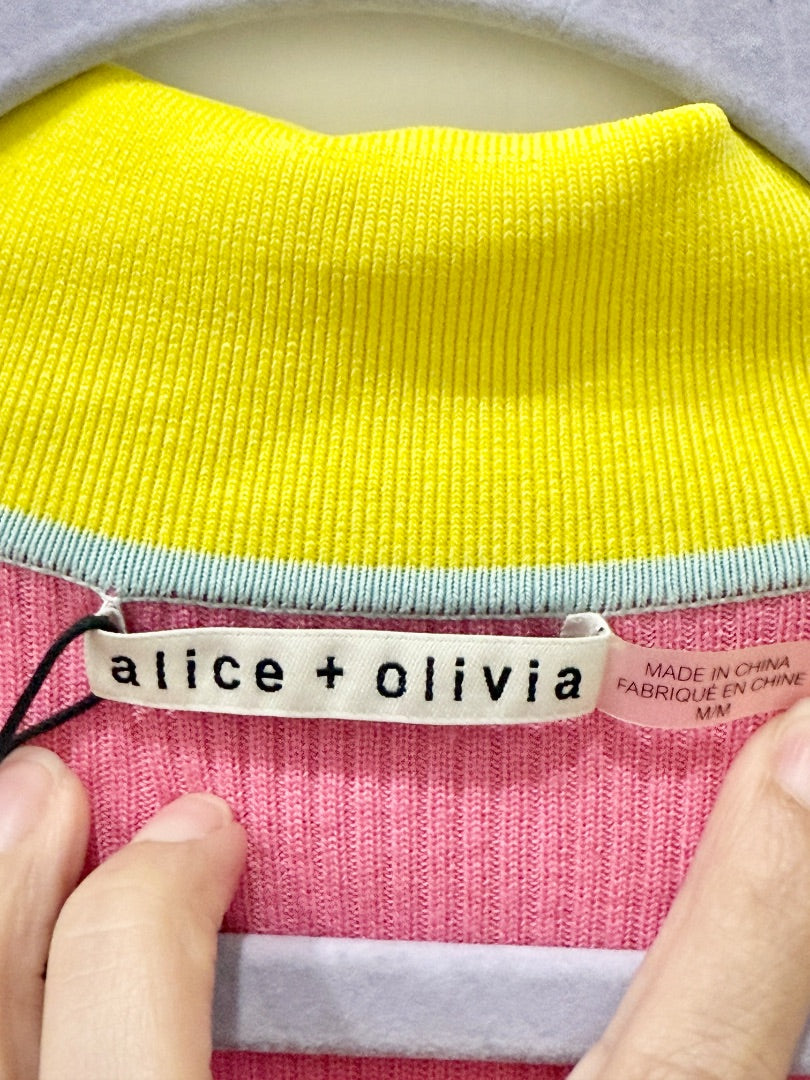 alice + olivia
MADE IN CHINA
FABRIQUÉ EN CHINE
M/M